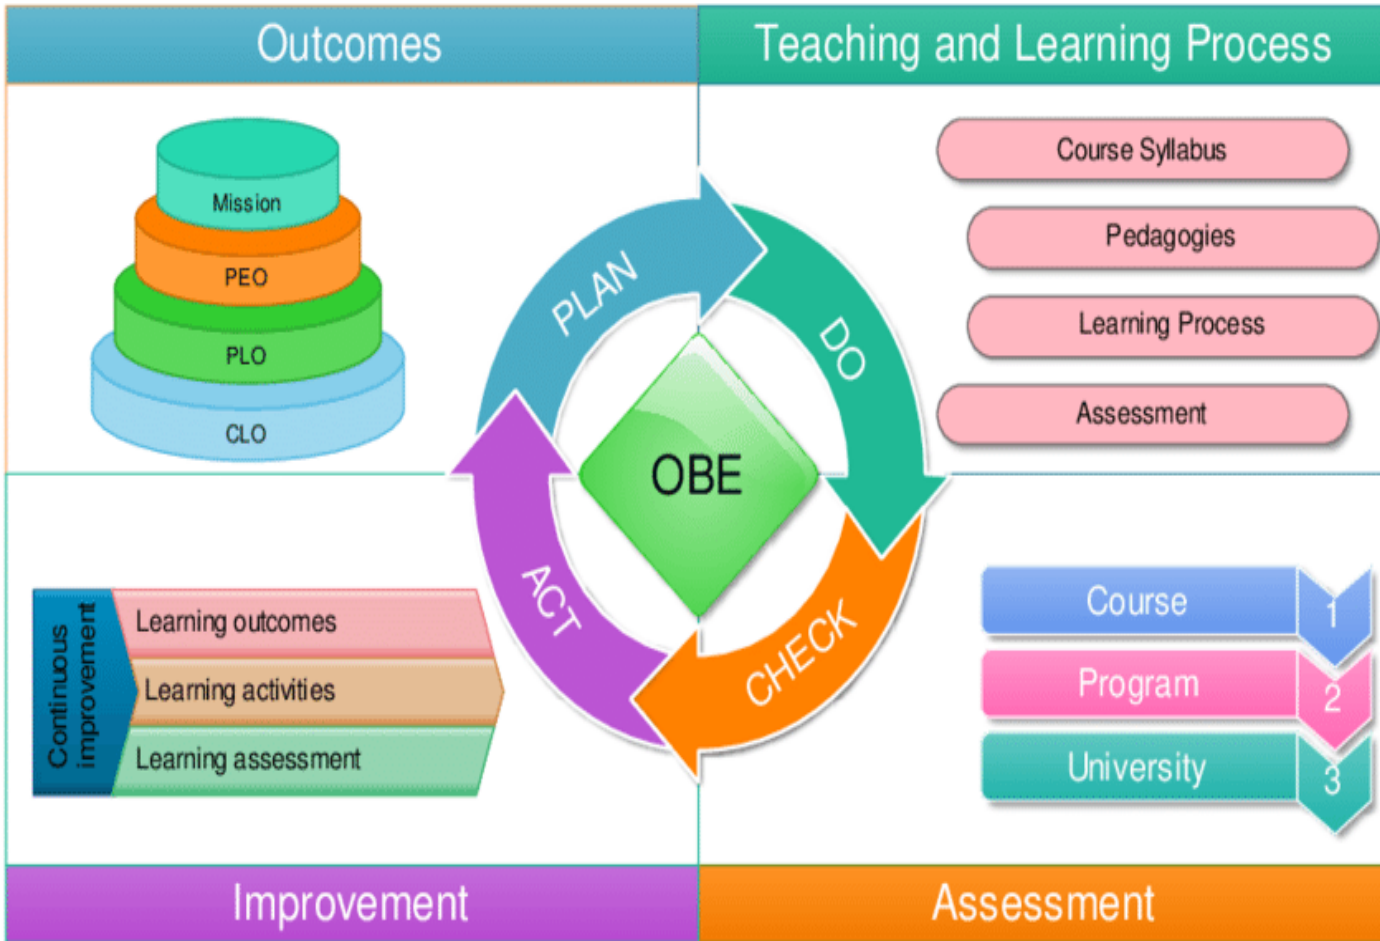 Outcomes
Teaching and Learning Process
Mission
PEO
PLO
CLO
Course Syllabus
Pedagogies
Learning Process
Assessment
PLAN
DO
CHECK
ACT
OBE
Continuous
improvement
Learning outcomes
Learning activities
Learning assessment
Course 1
Program 2
University 3
Improvement
Assessment